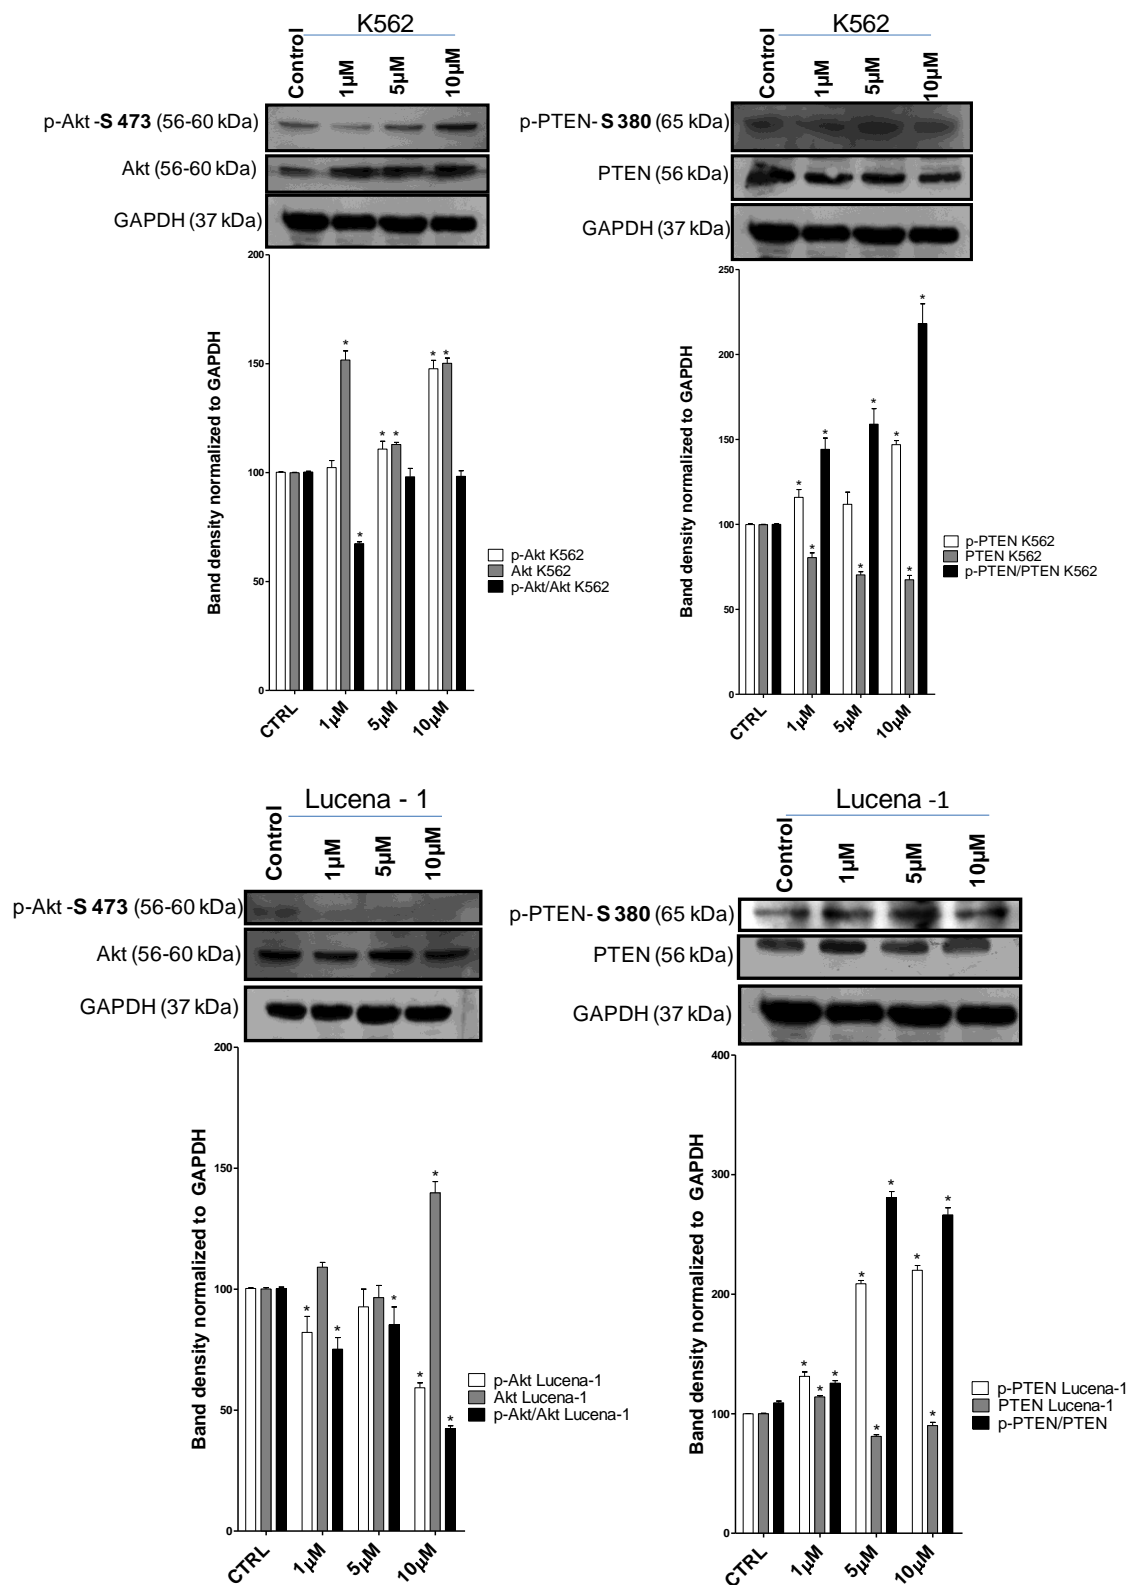 K562
Control
1µM
5µM
10µM
p-Akt -S 473 (56-60 kDa)
Akt (56-60 kDa)
GAPDH (37 kDa)
200
150
100
50
0
Band density normalized to GAPDH
* * * * * *
p-Akt K562
Akt K562
p-Akt/Akt K562
CTRL
1µM
5µM
10µM
K562
Control
1µM
5µM
10µM
p-PTEN- S 380 (65 kDa)
PTEN (56 kDa)
GAPDH (37 kDa)
250
200
150
100
50
0
Band density normalized to GAPDH
* * * * * * * *
p-PTEN K562
PTEN K562
p-PTEN/PTEN K562
CTRL
1µM
5µM
10µM
Lucena - 1
Control
1µM
5µM
10µM
p-Akt -S 473 (56-60 kDa)
Akt (56-60 kDa)
GAPDH (37 kDa)
200
150
100
50
0
Band density normalized to GAPDH
* * * * * *
p-Akt Lucena-1
Akt Lucena-1
p-Akt/Akt Lucena-1
CTRL
1µM
5µM
10µM
Lucena -1
Control
1µM
5µM
10µM
p-PTEN- S 380 (65 kDa)
PTEN (56 kDa)
GAPDH (37 kDa)
400
300
200
100
0
Band density normalized to GAPDH
* * * * * * * * *
p-PTEN Lucena-1
PTEN Lucena-1
p-PTEN/PTEN
CTRL
1µM
5µM
10µM